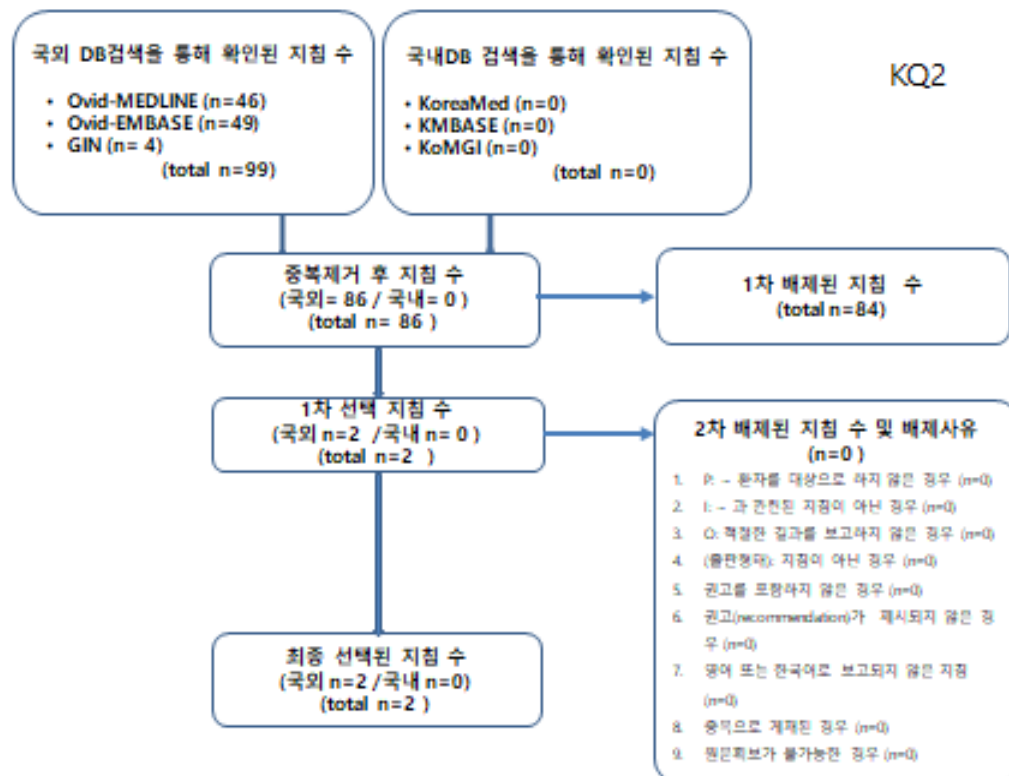 국외 DB검색을 통해 확인된 지침 수
• Ovid-MEDLINE (n=46)
• Ovid-EMBASE (n=49)
• GIN (n= 4)
(total n=99)
국내DB 검색을 통해 확인된 지침 수
• KoreaMed (n=0)
• KMBASE (n=0)
• KoMGI (n=0)
(total n=0)
KQ2
중복제거 후 지침 수
(국외= 86 / 국내= 0 )
(total n= 86 )
1차 배제된 지침 수
(total n=84)
1차 선택 지침 수
(국외 n=2 /국내 n= 0 )
(total n=2 )
2차 배제된 지침 수 및 배제사유
(n=0 )
1. P: – 환자를 대상으로 하지 않은 경우 (n=0)
2. I: – 과 관련된 지침이 아닌 경우 (n=0)
3. O: 적절한 결과를 보고하지 않은 경우 (n=0)
4. (출판형태): 지침이 아닌 경우 (n=0)
5. 권고를 포함하지 않은 경우 (n=0)
6. 권고(recommendation)가 제시되지 않은 경
우 (n=0)
7. 영어 또는 한국어로 보고되지 않은 지침
(n=0)
8. 중복으로 게재된 경우 (n=0)
9. 원문확보가 불가능한 경우 (n=0)
최종 선택된 지침 수
(국외 n=2 /국내 n=0)
(total n=2 )